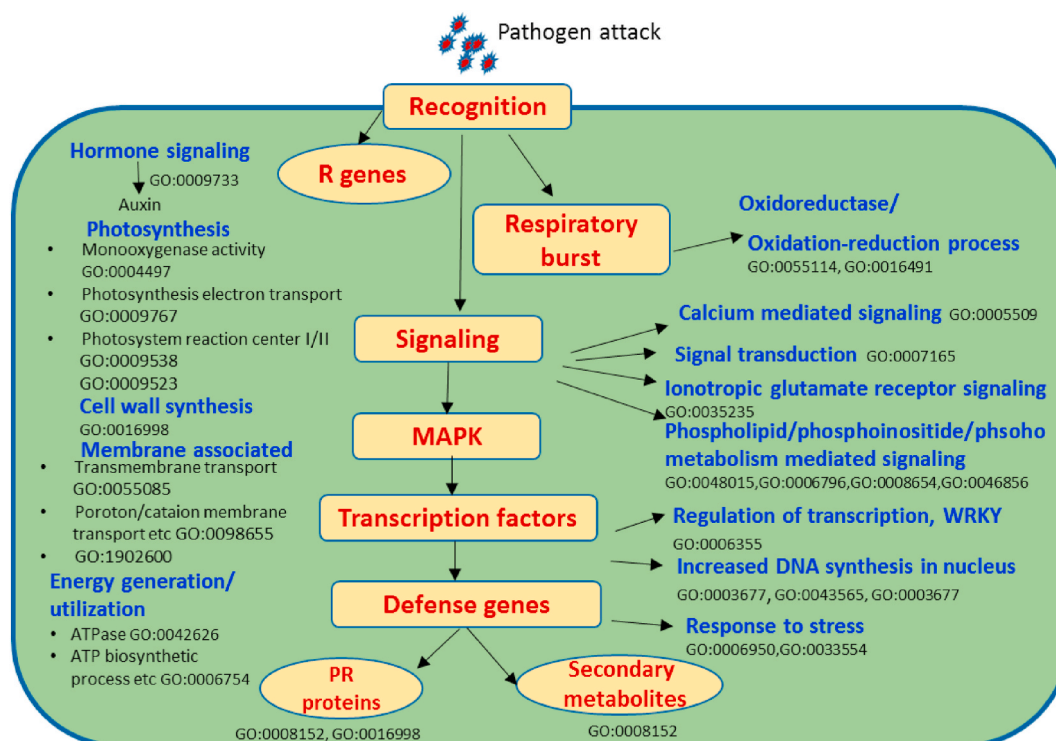 Pathogen attack
Recognition
R genes
Respiratory
burst
Hormone signaling
GO:0009733
Auxin
Photosynthesis
• Monooxygenase activity
GO:0004497
• Photosynthesis electron transport
GO:0009767
• Photosystem reaction center I/II
GO:0009538
GO:0009523
Cell wall synthesis
GO:0016998
Membrane associated
• Transmembrane transport
GO:0055085
• Poroton/cataion membrane
transport etc GO:0098655
• GO:1902600
Energy generation/
utilization
• ATPase GO:0042626
• ATP biosynthetic
process etc GO:0006754
Signaling
MAPK
Transcription factors
Defense genes
PR
proteins
GO:0008152, GO:0016998
Secondary
metabolites
GO:0008152
Oxidoreductase/
Oxidation-reduction process
GO:0055114, GO:0016491
Calcium mediated signaling GO:0005509
Signal transduction GO:0007165
Ionotropic glutamate receptor signaling
GO:0035235
Phospholipid/phosphoinositide/phsoho
metabolism mediated signaling
GO:0048015,GO:0006796,GO:0008654,GO:0046856
Regulation of transcription, WRKY
GO:0006355
Increased DNA synthesis in nucleus
GO:0003677, GO:0043565, GO:0003677
Response to stress
GO:0006950,GO:0033554